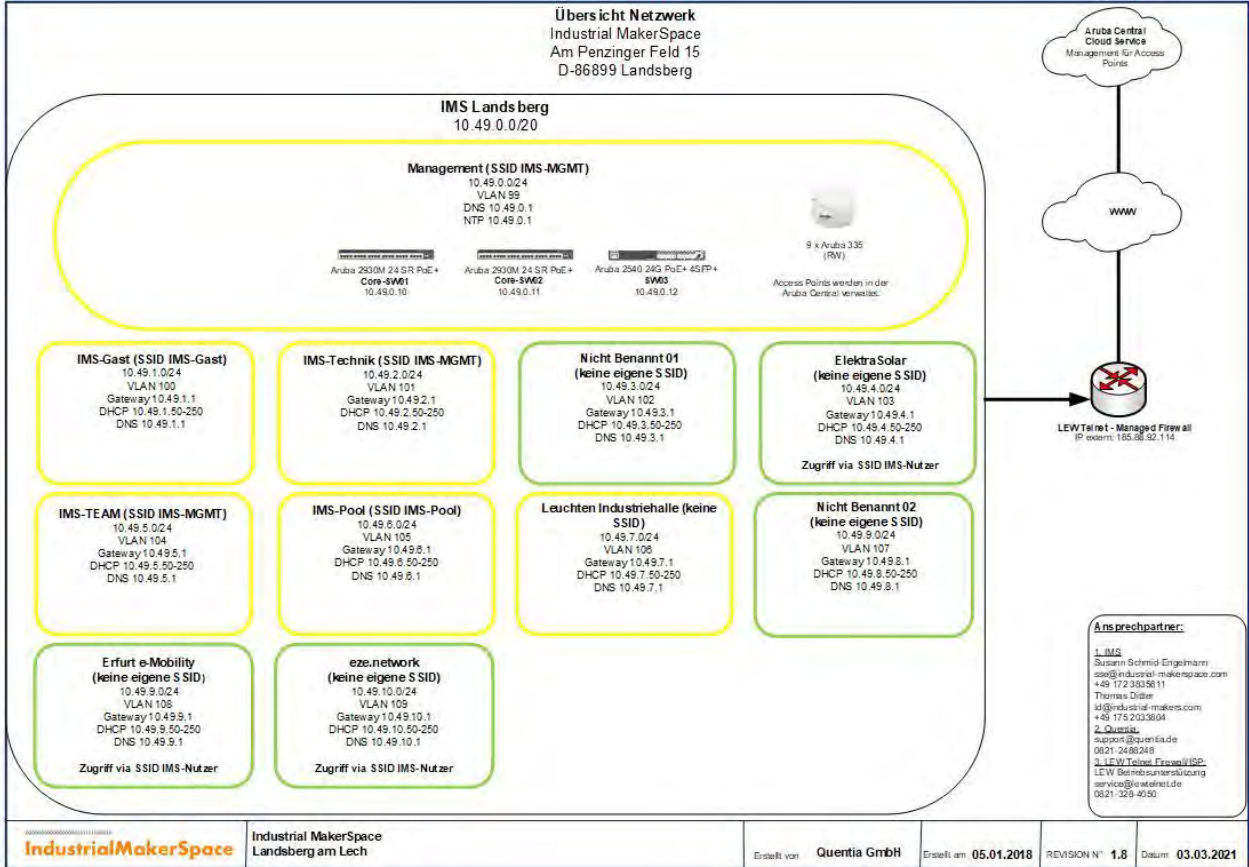 Übersicht Netzwerk
Industrial MakerSpace
Am Penzinger Feld 15
D-86899 Landsberg
Aruba Central
Cloud Service
Management für Access
Points
WWW
LEW Telnet - Managed Firewall
IP extern: 185.88.92.114
IMS Landsberg
10.49.0.0/20
Management (SSID IMS-MGMT)
10.49.0.0/24
VLAN 99
DNS 10.49.0.1
NTP 10.49.0.1
Aruba 2930M 24 SR PoE+
Core-SW01
10.49.0.10
Aruba 2930M 24 SR PoE+
Core-SW02
10.49.0.11
Aruba 2540 24G PoE+ 4SFP+
SW03
10.49.0.12
9 x Aruba 335
(RW)
Access Points werden in der
Aruba Central verwaltet.
IMS-Gast (SSID IMS-Gast)
10.49.1.0/24
VLAN 100
Gateway 10.49.1.1
DHCP 10.49.1.50-250
DNS 10.49.1.1
IMS-Technik (SSID IMS-MGMT)
10.49.2.0/24
VLAN 101
Gateway 10.49.2.1
DHCP 10.49.2.50-250
DNS 10.49.2.1
Nicht Benannt 01
(keine eigene SSID)
10.49.3.0/24
VLAN 102
Gateway 10.49.3.1
DHCP 10.49.3.50-250
DNS 10.49.3.1
ElektraSolar
(keine eigene SSID)
10.49.4.0/24
VLAN 103
Gateway 10.49.4.1
DHCP 10.49.4.50-250
DNS 10.49.4.1
Zugriff via SSID IMS-Nutzer
IMS-TEAM (SSID IMS-MGMT)
10.49.5.0/24
VLAN 104
Gateway 10.49.5.1
DHCP 10.49.5.50-250
DNS 10.49.5.1
IMS-Pool (SSID IMS-Pool)
10.49.6.0/24
VLAN 105
Gateway 10.49.6.1
DHCP 10.49.6.50-250
DNS 10.49.6.1
Leuchten Industriehalle (keine
SSID)
10.49.7.0/24
VLAN 106
Gateway 10.49.7.1
DHCP 10.49.7.50-250
DNS 10.49.7.1
Nicht Benannt 02
(keine eigene SSID)
10.49.9.0/24
VLAN 107
Gateway 10.49.8.1
DHCP 10.49.8.50-250
DNS 10.49.8.1
Erfurt e-Mobility
(keine eigene SSID)
10.49.9.0/24
VLAN 108
Gateway 10.49.9.1
DHCP 10.49.9.50-250
DNS 10.49.9.1
Zugriff via SSID IMS-Nutzer
eze.network
(keine eigene SSID)
10.49.10.0/24
VLAN 109
Gateway 10.49.10.1
DHCP 10.49.10.50-250
DNS 10.49.10.1
Zugriff via SSID IMS-Nutzer
Ansprechpartner:
1. IMS
Susann Schmid-Engelmann
sse@industrial-makerspace.com
+49 172 3835811
Thomas
@industrial-makers.com
+49 175 2033804
2. Quentia:
support@quentia.de
0821-2488248
3. LEW Telnet Firewall/ISP:
LEW Betriebsunterstützung
service@lewtelnet.de
0821-328-4050
IndustrialMakerSpace
Industrial MakerSpace
Landsberg am Lech
Erstellt von Quentia GmbH
Erstellt am 05.01.2018
REVISION N° 1.8
Datum 03.03.2021